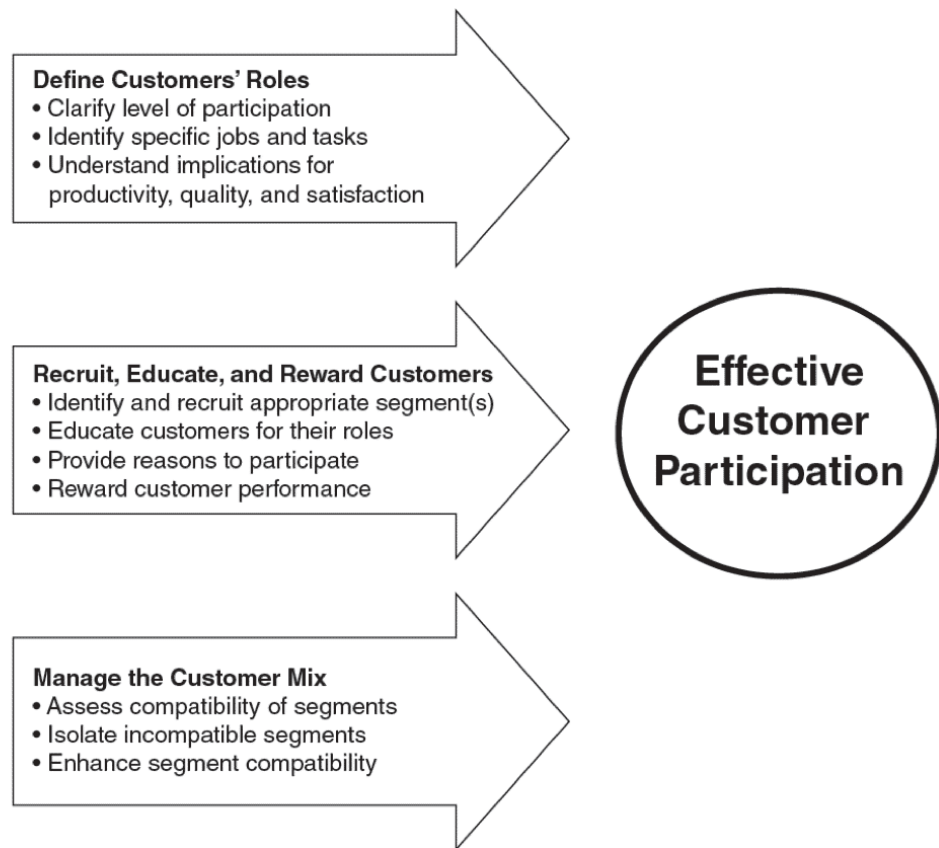 Define Customers’ Roles
• Clarify level of participation
• Identify specific jobs and tasks
• Understand implications for
productivity, quality, and satisfaction
Recruit, Educate, and Reward Customers
• Identify and recruit appropriate segment(s)
• Educate customers for their roles
• Provide reasons to participate
• Reward customer performance
Effective
Customer
Participation
Manage the Customer Mix
• Assess compatibility of segments
• Isolate incompatible segments
• Enhance segment compatibility